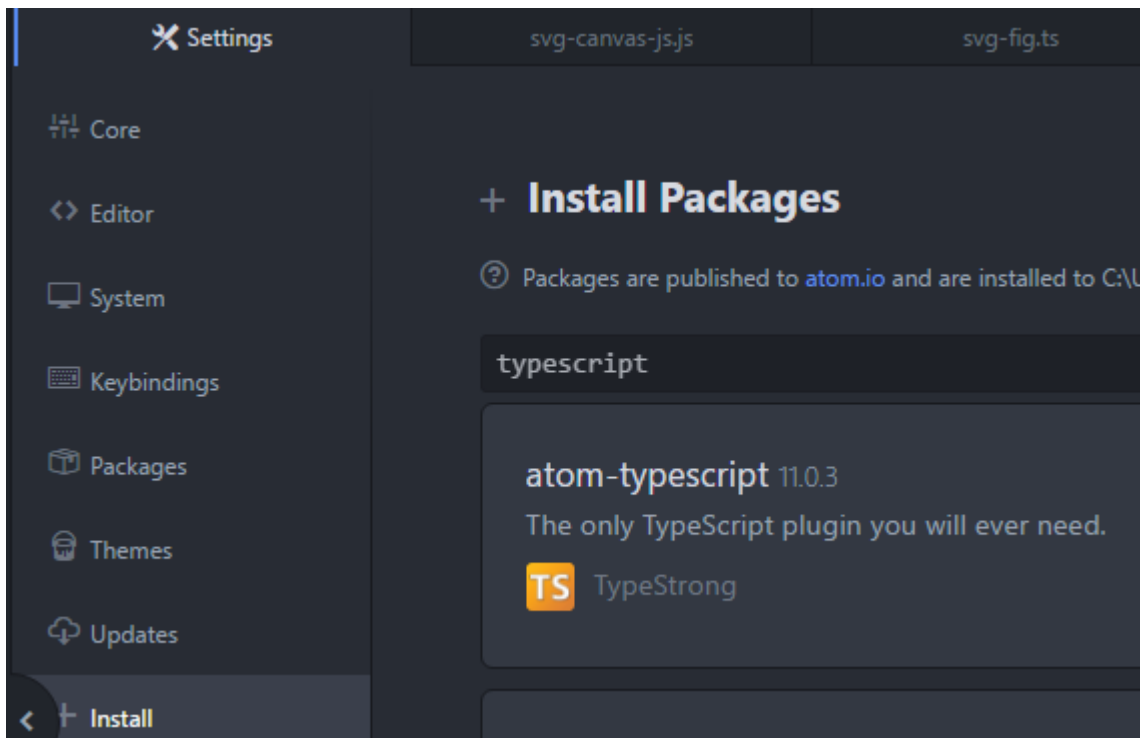 Settings
svg-canvas-js.js
svg-fig.ts
Core
Editor
System
Keybindings
Packages
Themes
Updates
Install
Install Packages
Packages are published to atom.io and are installed to C:\U
typescript
atom-typescript 11.0.3
The only TypeScript plugin you will ever need.
TS TypeStrong